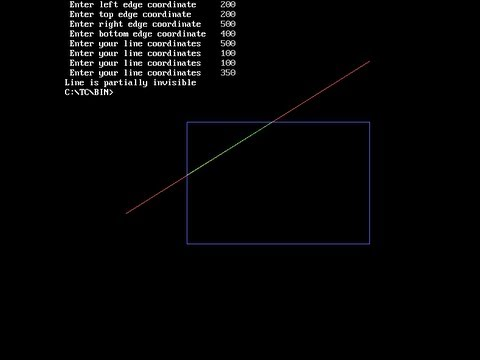 Enter left edge coordinate 200
Enter top edge coordinate 200
Enter right edge coordinate 500
Enter bottom edge coordinate 400
Enter your line coordinates 500
Enter your line coordinates 100
Enter your line coordinates 100
Enter your line coordinates 350
Line is partially invisible
C:\TC\BIN>